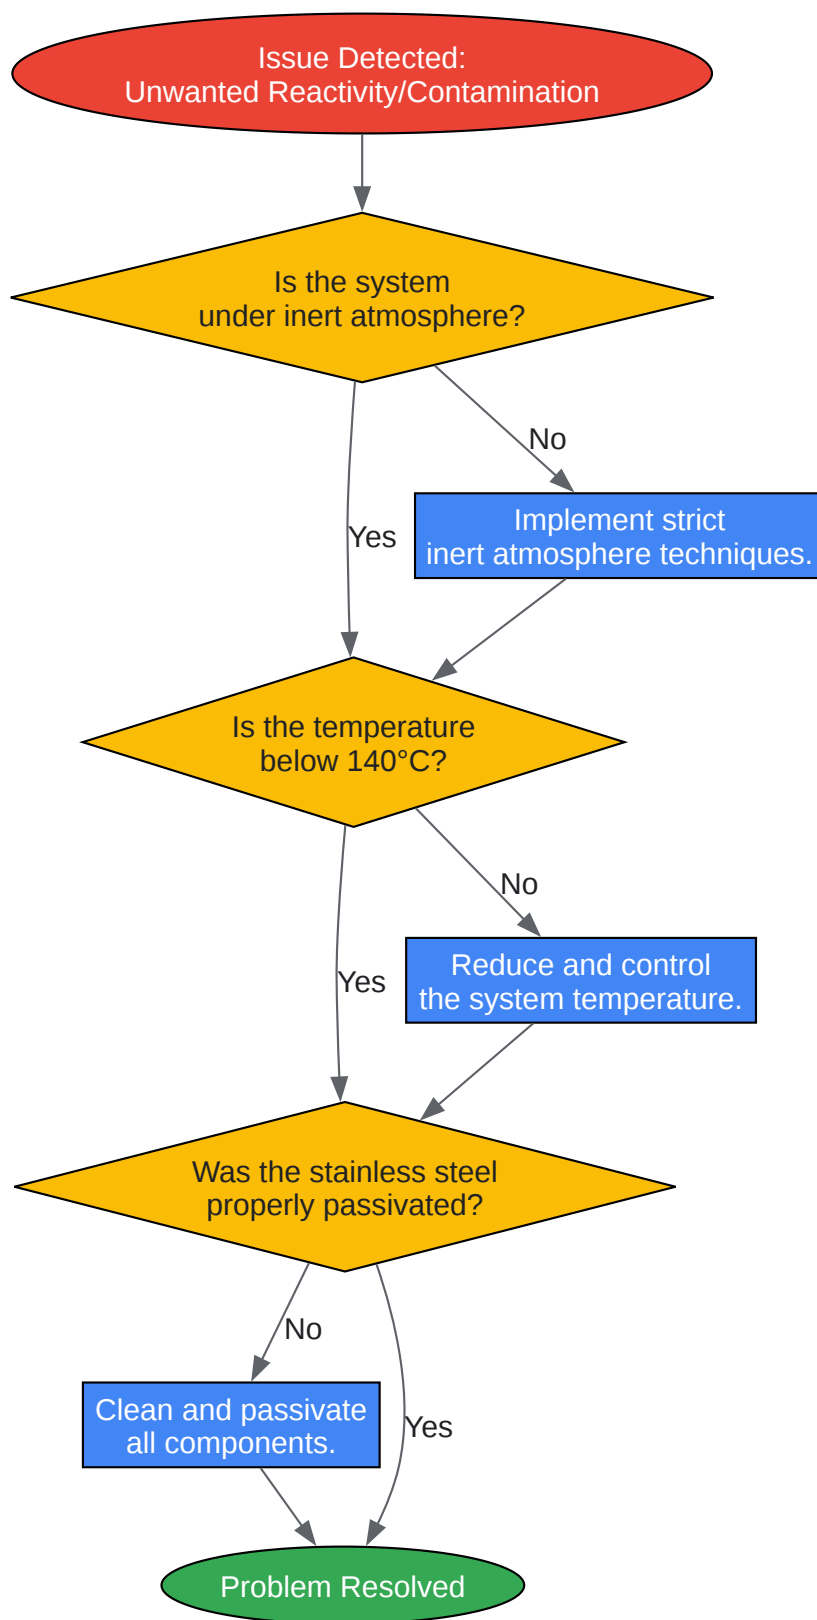 Issue Detected:
Unwanted Reactivity/Contamination
Is the system
under inert atmosphere?
No
Implement strict
inert atmosphere techniques.
Yes
Is the temperature
below 140°C?
No
Reduce and control
the system temperature.
Yes
Was the stainless steel
properly passivated?
No
Clean and passivate
all components.
Yes
Problem Resolved